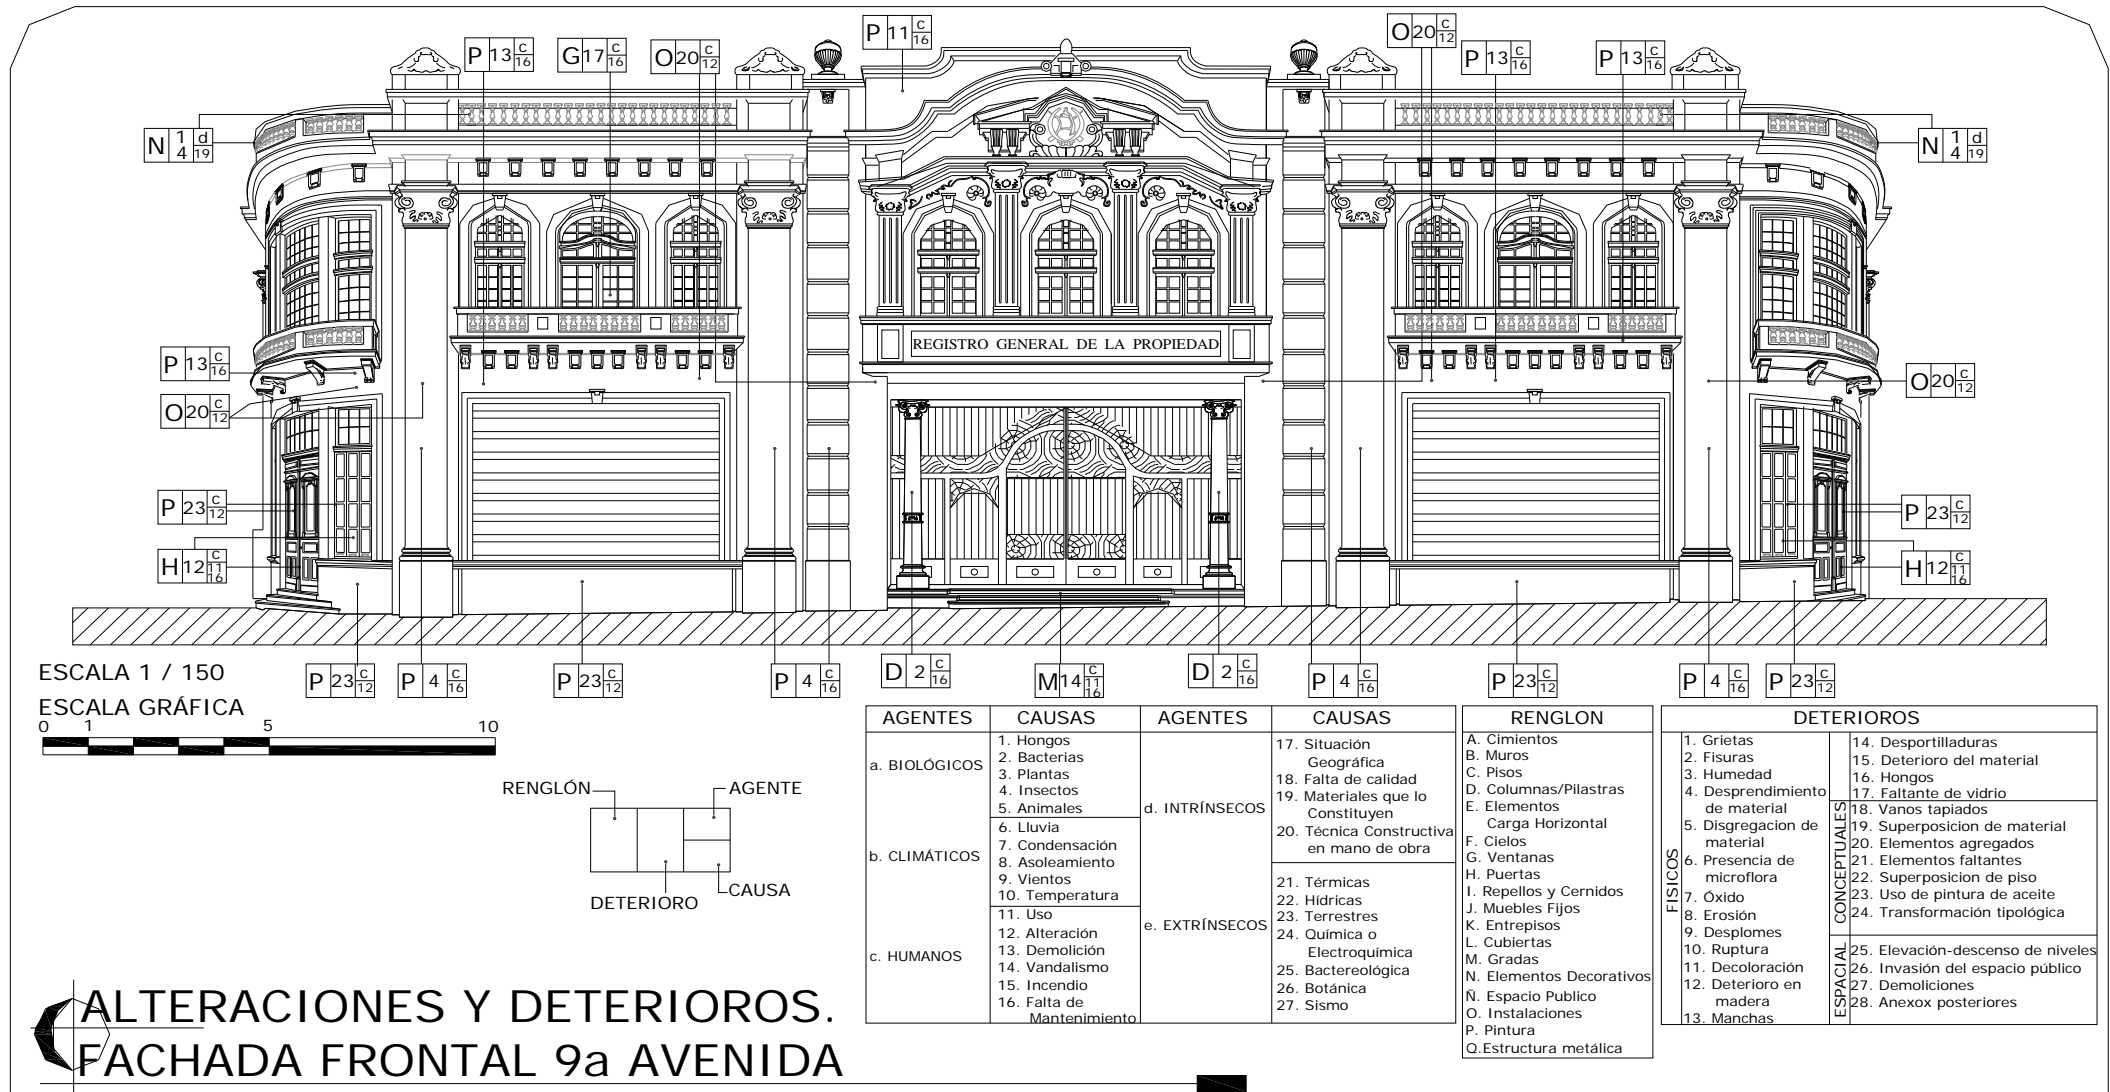 P 11 C 16
O 20 C 12
P 13 C 16
G 17 C 16
O 20 C 12
P 13 C 16
P 13 C 16
N 1 4 d 19
N 1 4 d 19
REGISTRO GENERAL DE LA PROPIEDAD
P 13 C 16
O 20 C 12
O 20 C 12
P 23 C 12
P 23 C 12
H 12 C 11 16
H 12 C 11 16
P 23 C 12
P 4 C 16
P 23 C 12
P 4 C 16
D 2 C 16
M 14 C 11 16
D 2 C 16
P 4 C 16
P 23 C 12
P 4 C 16
P 23 C 12
ESCALA 1 / 150
ESCALA GRÁFICA
0 1 5 10
RENGLÓN
AGENTE
DETERIORO
CAUSA
AGENTES
CAUSAS
a. BIOLÓGICOS
1. Hongos
2. Bacterias
3. Plantas
4. Insectos
5. Animales
b. CLIMÁTICOS
6. Lluvia
7. Condensación
8. Asoleamiento
9. Vientos
10. Temperatura
c. HUMANOS
11. Uso
12. Alteración
13. Demolición
14. Vandalismo
15. Incendio
16. Falta de
Mantenimiento
AGENTES
CAUSAS
d. INTRÍNSECOS
17. Situación
Geográfica
18. Falta de calidad
19. Materiales que lo
Constituyen
20. Técnica Constructiva
en mano de obra
e. EXTRÍNSECOS
21. Térmicas
22. Hídricas
23. Terrestres
24. Química o
Electroquímica
25. Bactereológica
26. Botánica
27. Sismo
RENGLON
A. Cimientos
B. Muros
C. Pisos
D. Columnas/Pilastras
E. Elementos
Carga Horizontal
F. Cielos
G. Ventanas
H. Puertas
I. Repellos y Cernidos
J. Muebles Fijos
K. Entrepisos
L. Cubiertas
M. Gradas
N. Elementos Decorativos
Ñ. Espacio Publico
O. Instalaciones
P. Pintura
Q.Estructura metálica
DETERIOROS
FISICOS
1. Grietas
2. Fisuras
3. Humedad
4. Desprendimiento
de material
5. Disgregacion de
material
6. Presencia de
microflora
7. Óxido
8. Erosión
9. Desplomes
10. Ruptura
11. Decoloración
12. Deterioro en
madera
13. Manchas
14. Desportilladuras
15. Deterioro del material
16. Hongos
17. Faltante de vidrio
CONCEPTUALES
18. Vanos tapiados
19. Superposicion de material
20. Elementos agregados
21. Elementos faltantes
22. Superposicion de piso
23. Uso de pintura de aceite
24. Transformación tipológica
ESPACIAL
25. Elevación-descenso de niveles
26. Invasión del espacio público
27. Demoliciones
28. Anexox posteriores
ALTERACIONES Y DETERIOROS.
FACHADA FRONTAL 9a AVENIDA